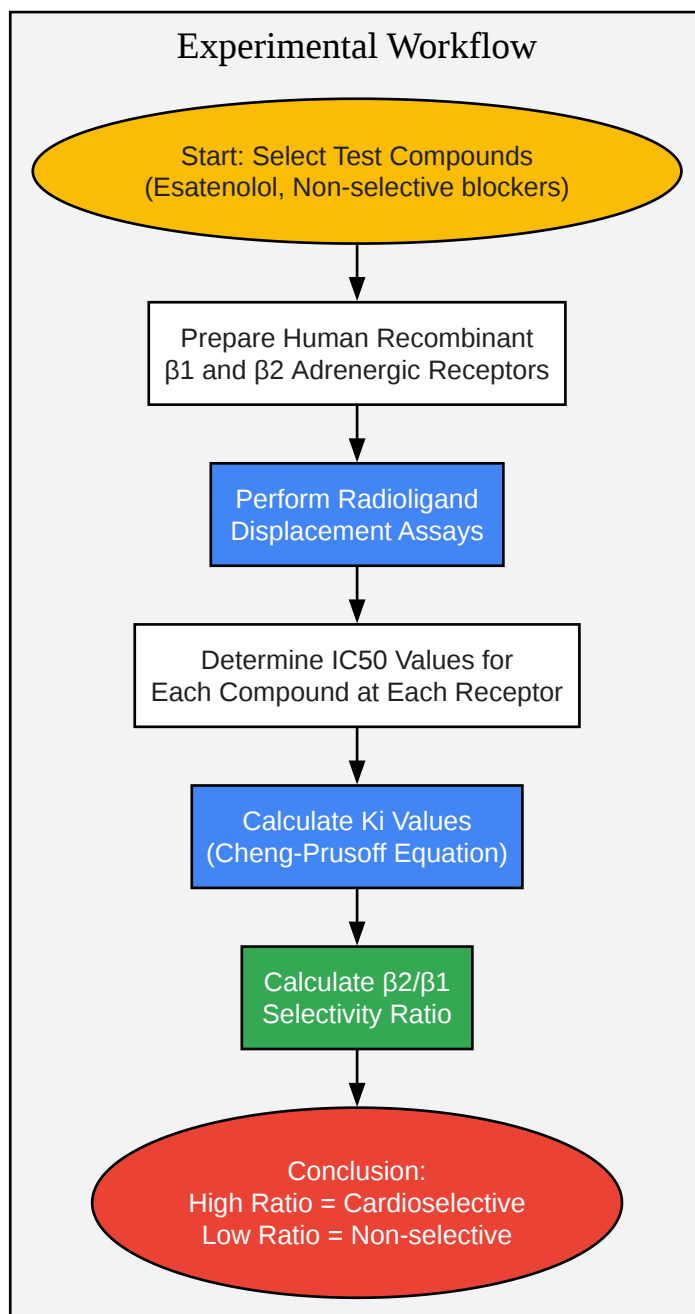 Experimental Workflow
Start: Select Test Compounds
(Esatenolol, Non-selective blockers)
Prepare Human Recombinant
β1 and β2 Adrenergic Receptors
Perform Radioligand
Displacement Assays
Determine IC50 Values for
Each Compound at Each Receptor
Calculate Ki Values
(Cheng-Prusoff Equation)
Calculate β2/β1
Selectivity Ratio
Conclusion:
High Ratio = Cardioselective
Low Ratio = Non-selective